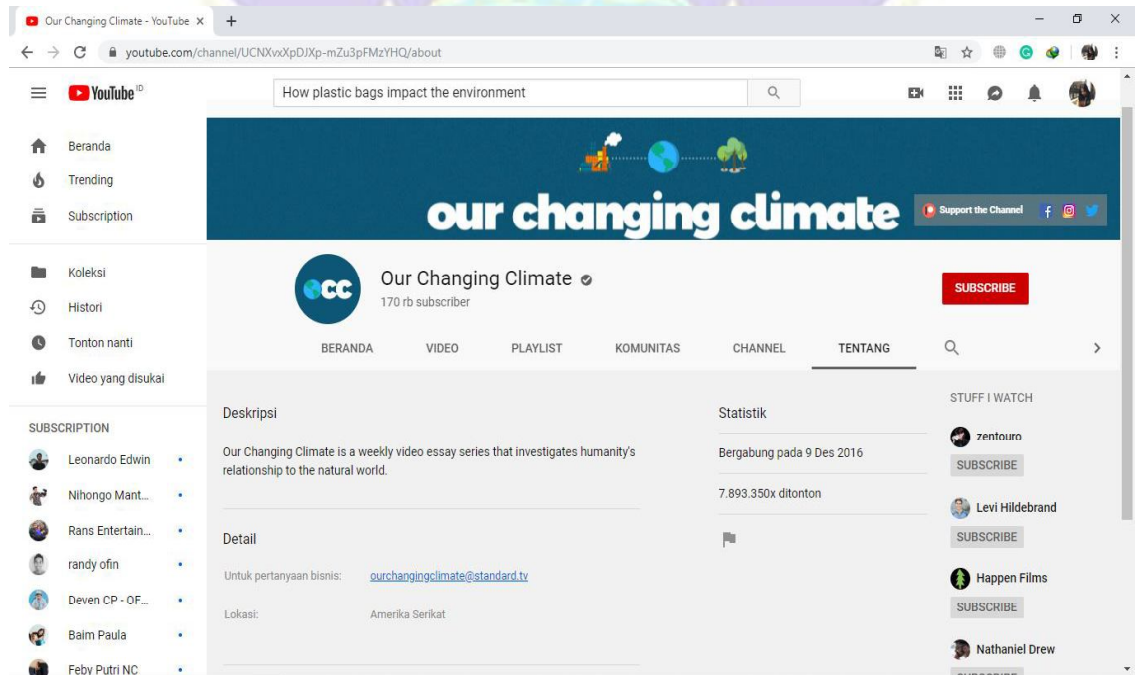 Our Changing Climate - YouTube
youtube.com/channel/UCNXvxXpDJXp-mZu3pFMzYHQ/about
YouTube ID
How plastic bags impact the environment
Beranda
Trending
Subscription
Koleksi
Histori
Tonton nanti
Video yang disukai
SUBSCRIPTION
Leonardo Edwin
Nihongo Mant...
Rans Entertain...
randy ofin
Deven CP - OF...
Baim Paula
Feby Putri NC
our changing climate
Support the Channel
CC
Our Changing Climate
170 rb subscriber
SUBSCRIBE
BERANDA VIDEO PLAYLIST KOMUNITAS CHANNEL TENTANG
Deskripsi
Our Changing Climate is a weekly video essay series that investigates humanity's
relationship to the natural world.
Detail
Untuk pertanyaan bisnis: ourchangingclimate@standard.tv
Lokasi: Amerika Serikat
Statistik
Bergabung pada 9 Des 2016
7.893.350x ditonton
STUFF I WATCH
zentouro
SUBSCRIBE
Levi Hildebrand
SUBSCRIBE
Happen Films
SUBSCRIBE
Nathaniel Drew
SUBSCRIBE